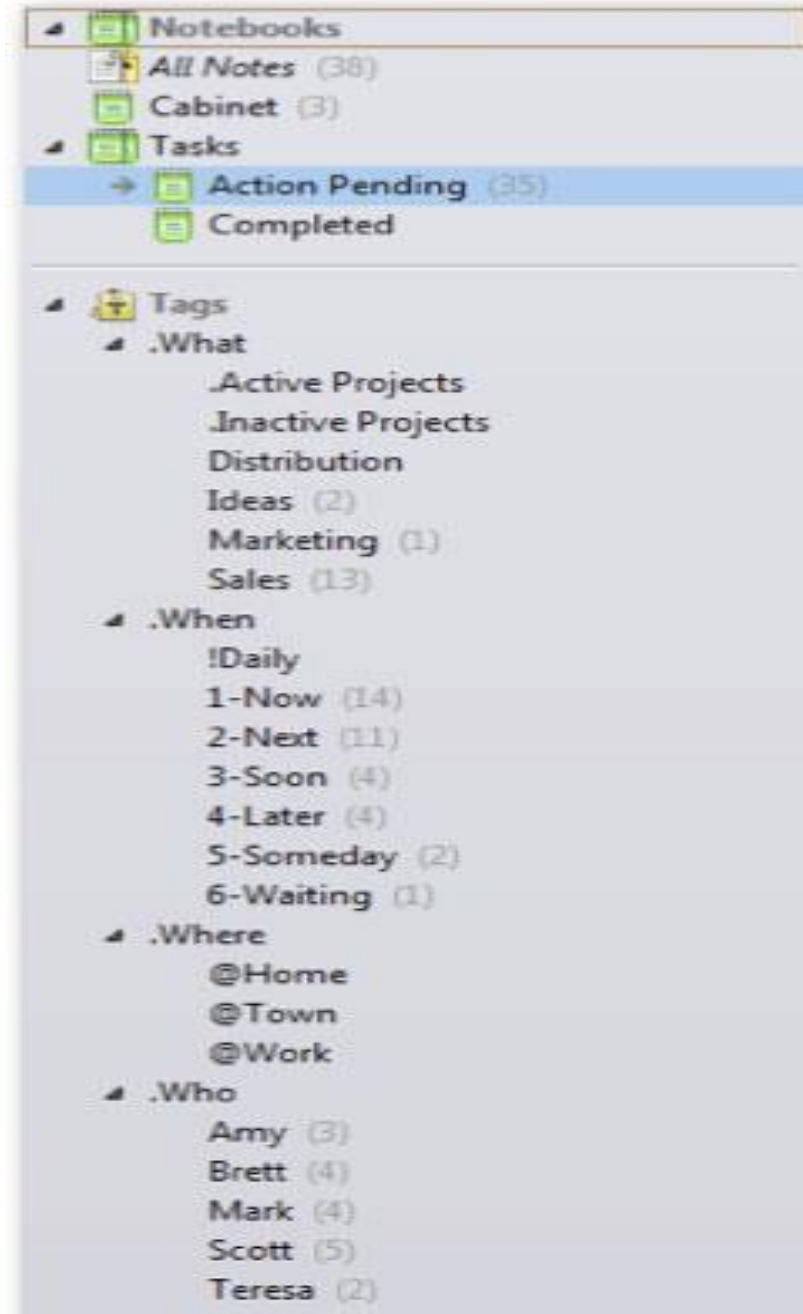 Notebooks
All Notes (38)
Cabinet (3)
Tasks
Action Pending (35)
Completed
Tags
.What
.Active Projects
.Inactive Projects
Distribution
Ideas (2)
Marketing (1)
Sales (13)
.When
!Daily
1-Now (14)
2-Next (11)
3-Soon (4)
4-Later (4)
5-Someday (2)
6-Waiting (1)
.Where
@Home
@Town
@Work
.Who
Amy (3)
Brett (4)
Mark (4)
Scott (5)
Teresa (2)